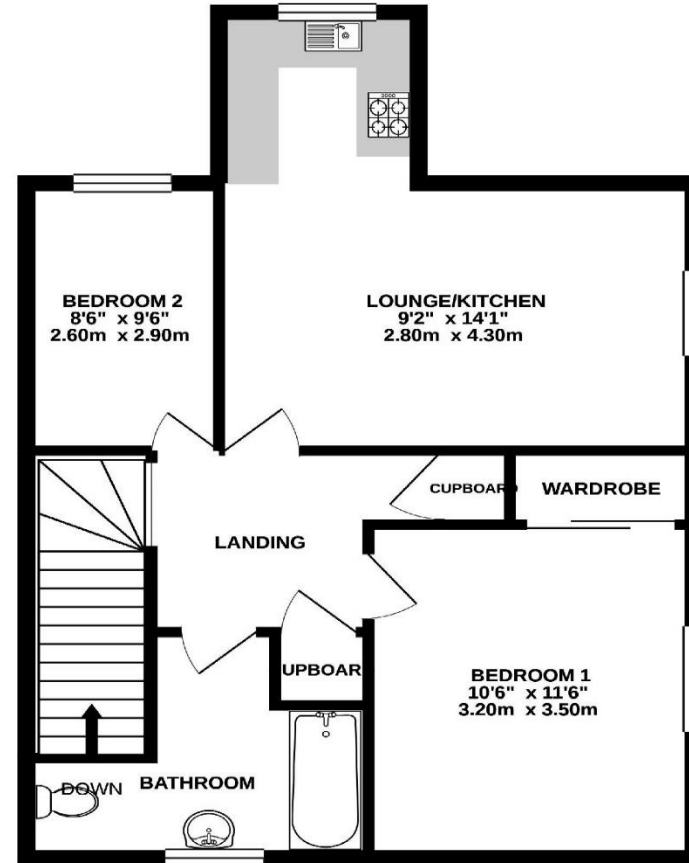 BEDROOM 2
8'6" x 9'6"
2.60m x 2.90m
LOUNGE/KITCHEN
9'2" x 14'1"
2.80m x 4.30m
CUPBOARD
WARDROBE
LANDING
UPBOAR
BEDROOM 1
10'6" x 11'6"
3.20m x 3.50m
DOWN
BATHROOM